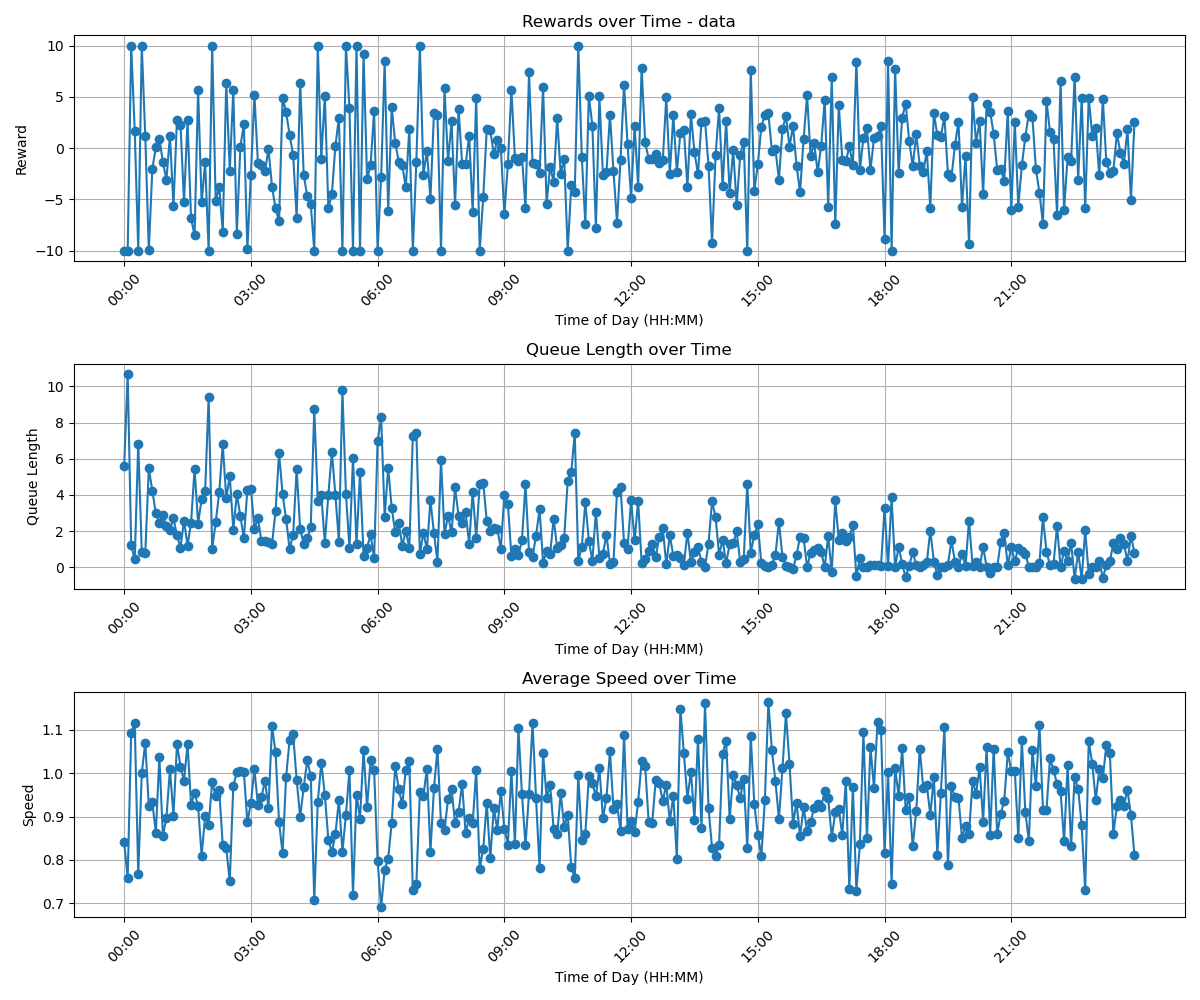 Rewards over Time - data
Reward
10
5
0
−5
−10
00:00 03:00 06:00 09:00 12:00 15:00 18:00 21:00
Time of Day (HH:MM)
Queue Length over Time
Queue Length
10
8
6
4
2
0
00:00 03:00 06:00 09:00 12:00 15:00 18:00 21:00
Time of Day (HH:MM)
Average Speed over Time
Speed
1.1
1.0
0.9
0.8
0.7
00:00 03:00 06:00 09:00 12:00 15:00 18:00 21:00
Time of Day (HH:MM)